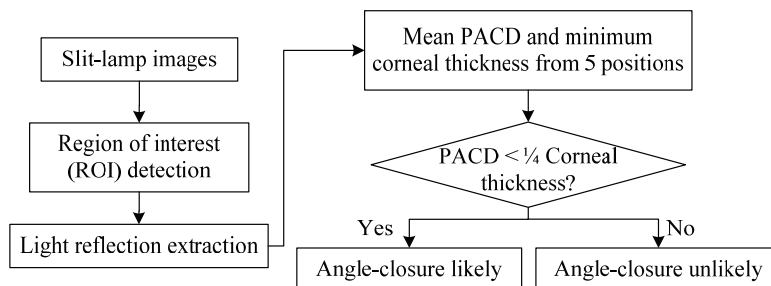 Slit-lamp images
Region of interest
(ROI) detection
Light reflection extraction
Mean PACD and minimum
corneal thickness from 5 positions
PACD < ¼ Corneal
thickness?
Yes
No
Angle-closure likely
Angle-closure unlikely